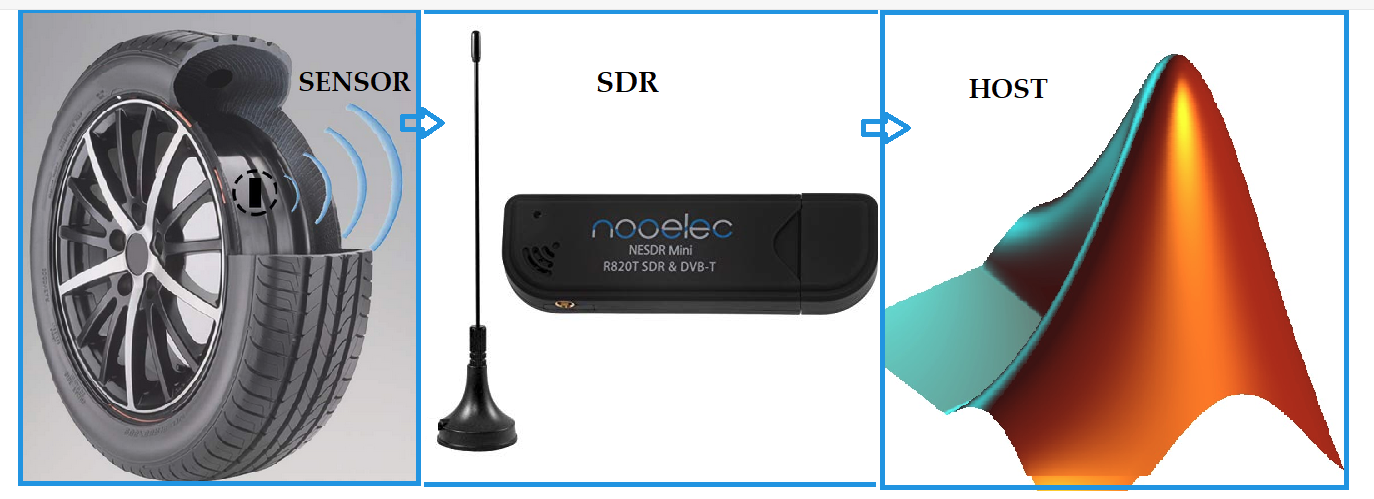 SENSOR
SDR
HOST
nooelec
NESDR Mini
R820T SDR & DVB-T